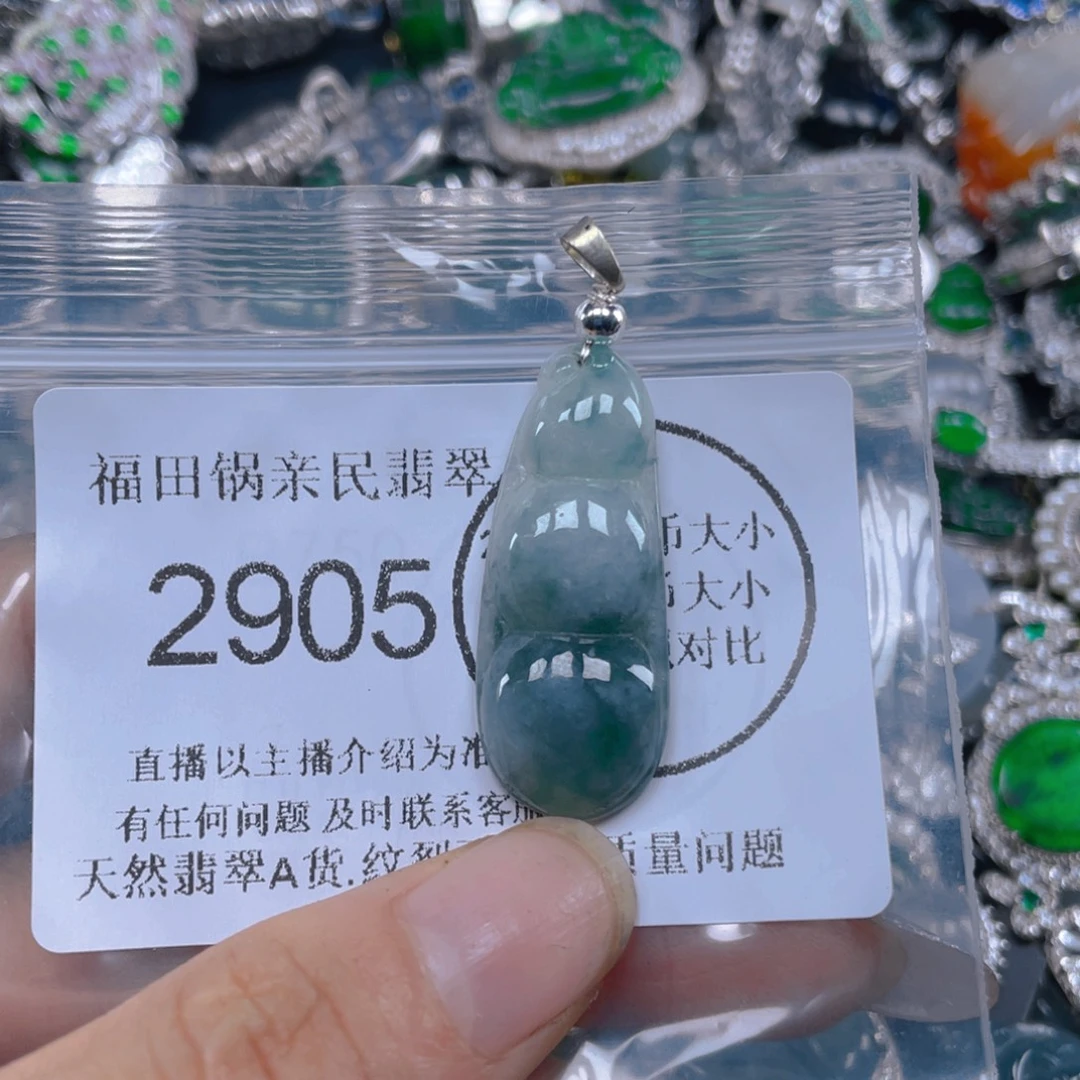 福田锅亲民翡翠
2905
币大小
币大小
对比
直播以主播介绍为准
有任何问题 及时联系客服
天然翡翠A货.纹裂 质量问题